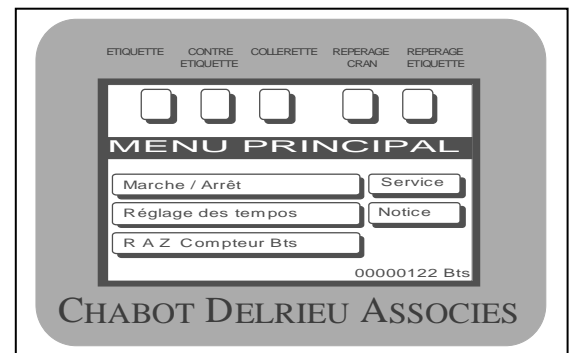 ETIQUETTE CONTRE ETIQUETTE COLLERETTE REPERAGE CRAN REPERAGE ETIQUETTE
MENU PRINCIPAL
Marche / Arrêt Service
Réglage des tempos Notice
R A Z Compteur Bts
00000122 Bts
CHABOT DELRIEU ASSOCIES